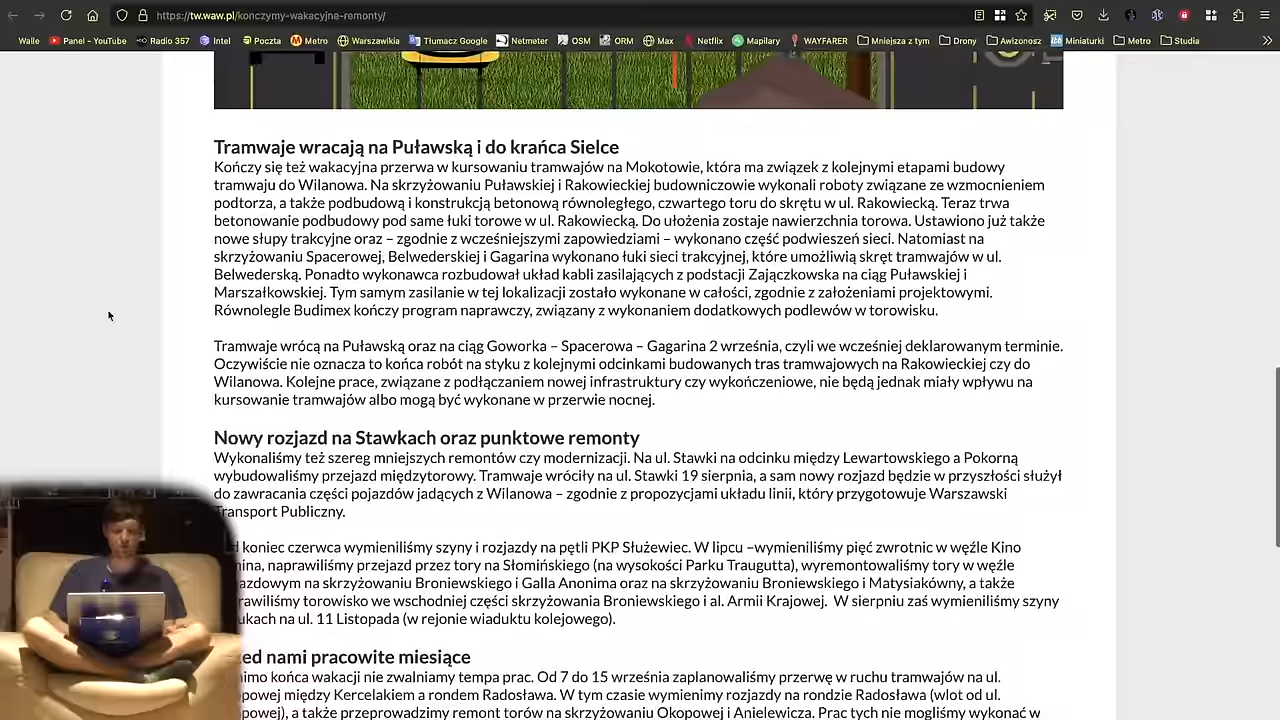 https://tw.waw.pl/konczymy-wakacyjne-remonty/
Walle Panel - YouTube Radio 357 Intel Poczta Metro Warszawikia Tłumacz Google Netmeter OSM ORM Max Netflix Mapilary WAYFARER Mniejsza z tym Drony Awizonosz Miniaturki Metro Studia
Tramwaje wracają na Puławską i do krańca Sielce
Kończy się też wakacyjna przerwa w kursowaniu tramwajów na Mokotowie, która ma związek z kolejnymi etapami budowy
tramwaju do Wilanowa. Na skrzyżowaniu Puławskiej i Rakowieckiej budowniczowie wykonali roboty związane ze wzmocnieniem
podtorza, a także podbudową i konstrukcją betonową równoległego, czwartego toru do skrętu w ul. Rakowiecką. Teraz trwa
betonowanie podbudowy pod same łuki torowe w ul. Rakowiecką. Do ułożenia zostaje nawierzchnia torowa. Ustawiono już także
nowe słupy trakcyjne oraz – zgodnie z wcześniejszymi zapowiedziami – wykonano część podwieszeń sieci. Natomiast na
skrzyżowaniu Spacerowej, Belwederskiej i Gagarina wykonano łuki sieci trakcyjnej, które umożliwią skręt tramwajów w ul.
Belwederską. Ponadto wykonawca rozbudował układ kabli zasilających z podstacji Zajączkowska na ciąg Puławskiej i
Marszałkowskiej. Tym samym zasilanie w tej lokalizacji zostało wykonane w całości, zgodnie z założeniami projektowymi.
Równolegle Budimex kończy program naprawczy, związany z wykonaniem dodatkowych podlewów w torowisku.
Tramwaje wrócą na Puławską oraz na ciąg Goworka – Spacerowa – Gagarina 2 września, czyli we wcześniej deklarowanym terminie.
Oczywiście nie oznacza to końca robót na styku z kolejnymi odcinkami budowanych tras tramwajowych na Rakowieckiej czy do
Wilanowa. Kolejne prace, związane z podłączaniem nowej infrastruktury czy wykończeniowe, nie będą jednak miały wpływu na
kursowanie tramwajów albo mogą być wykonane w przerwie nocnej.
Nowy rozjazd na Stawkach oraz punktowe remonty
Wykonaliśmy też szereg mniejszych remontów czy modernizacji. Na ul. Stawki na odcinku między Lewartowskiego a Pokorną
wybudowaliśmy przejazd międzytorowy. Tramwaje wróciły na ul. Stawki 19 sierpnia, a sam nowy rozjazd będzie w przyszłości służył
do zawracania części pojazdów jadących z Wilanowa – zgodnie z propozycjami układu linii, który przygotowuje Warszawski
Transport Publiczny.
koniec czerwca wymieniliśmy szyny i rozjazdy na pętli PKP Służewiec. W lipcu –wymieniliśmy pięć zwrotnic w węźle Kino
naprawiliśmy przejazd przez tory na Słomińskiego (na wysokości Parku Traugutta), wyremontowaliśmy tory w węźle
azdowym na skrzyżowaniu Broniewskiego i Galla Anonima oraz na skrzyżowaniu Broniewskiego i Matysiakówny, a także
rawiliśmy torowisko we wschodniej części skrzyżowania Broniewskiego i al. Armii Krajowej. W sierpniu zaś wymieniliśmy szyny
ukach na ul. 11 Listopada (w rejonie wiaduktu kolejowego).
ed nami pracowite miesiące
mimo końca wakacji nie zwalniamy tempa prac. Od 7 do 15 września zaplanowaliśmy przerwę w ruchu tramwajów na ul.
opowej między Kercelakiem a rondem Radosława. W tym czasie wymienimy rozjazdy na rondzie Radosława (wlot od ul.
opowej), a także przeprowadzimy remont torów na skrzyżowaniu Okopowej i Anielewicza. Prac tych nie mogliśmy wykonać w